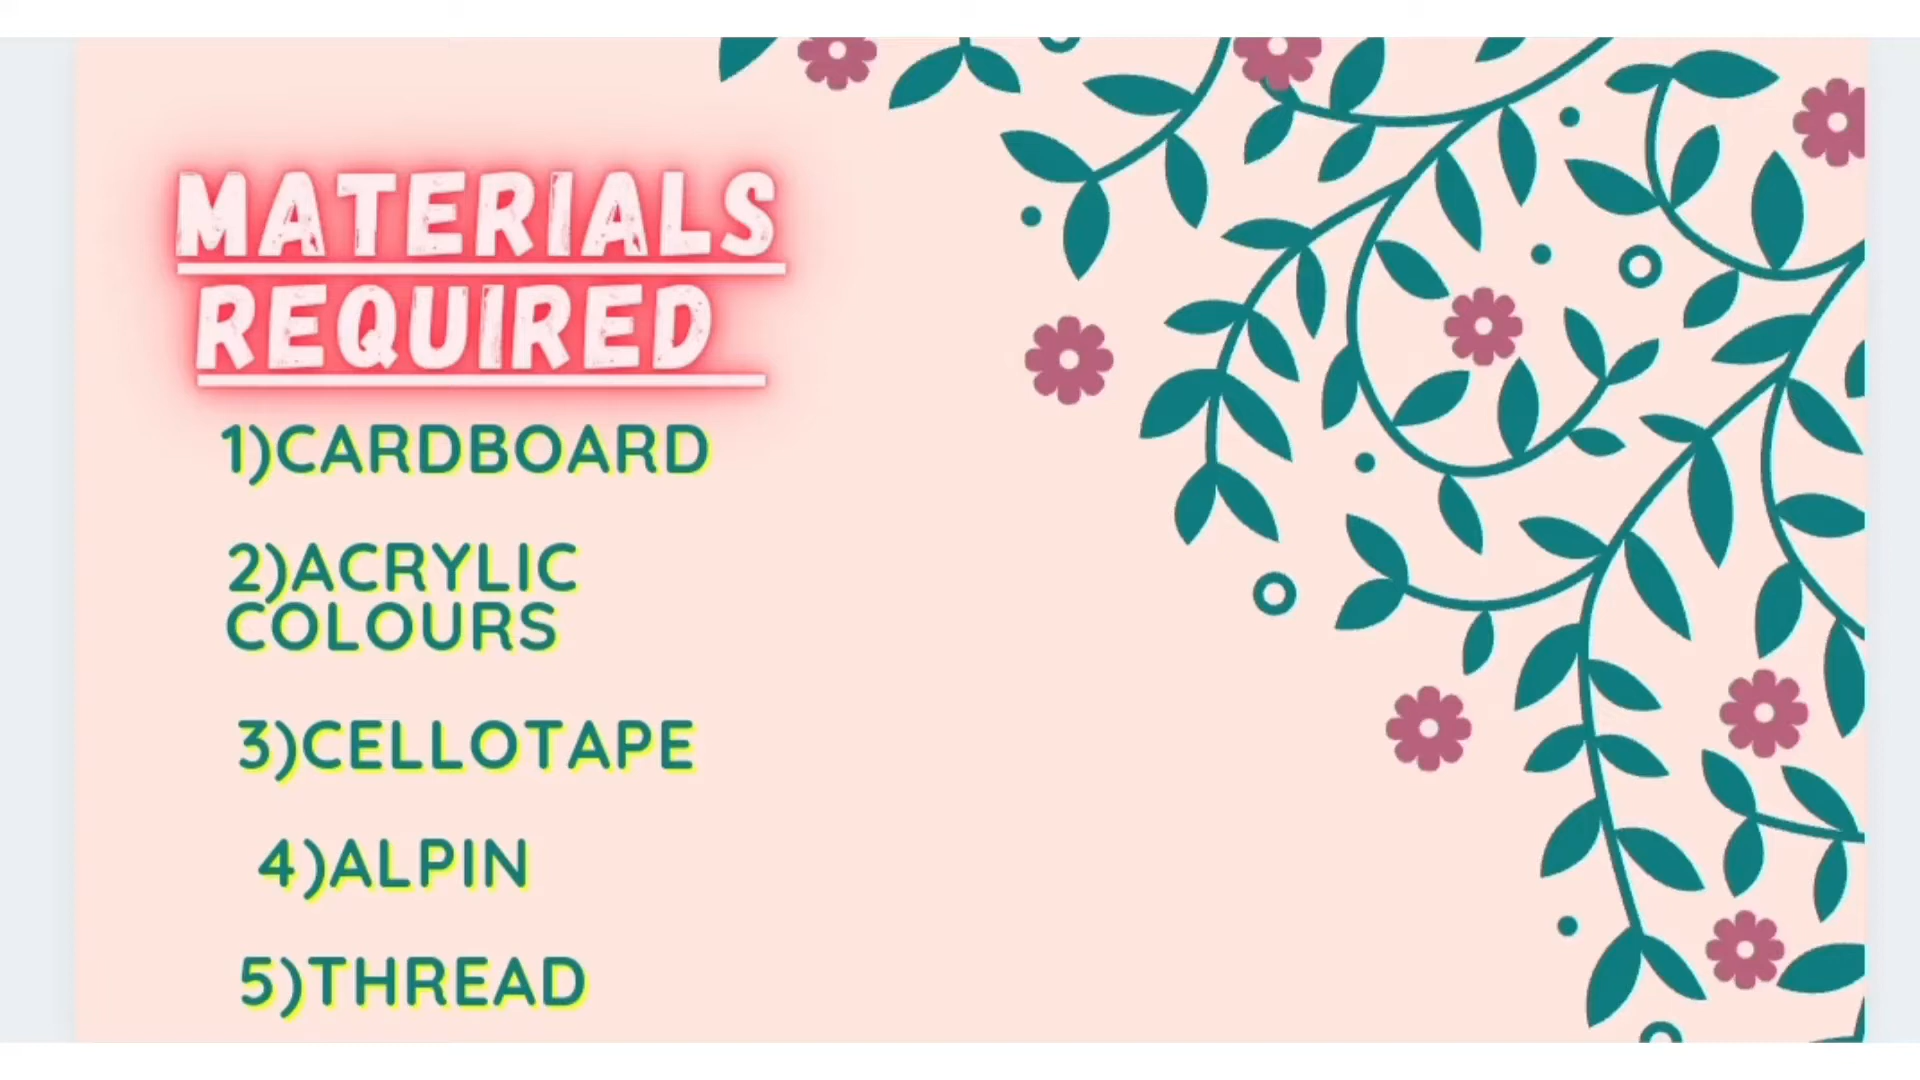 MATERIALS
REQUIRED
1)CARDBOARD
2)ACRYLIC
COLOURS
3)CELLOTAPE
4)ALPIN
5)THREAD